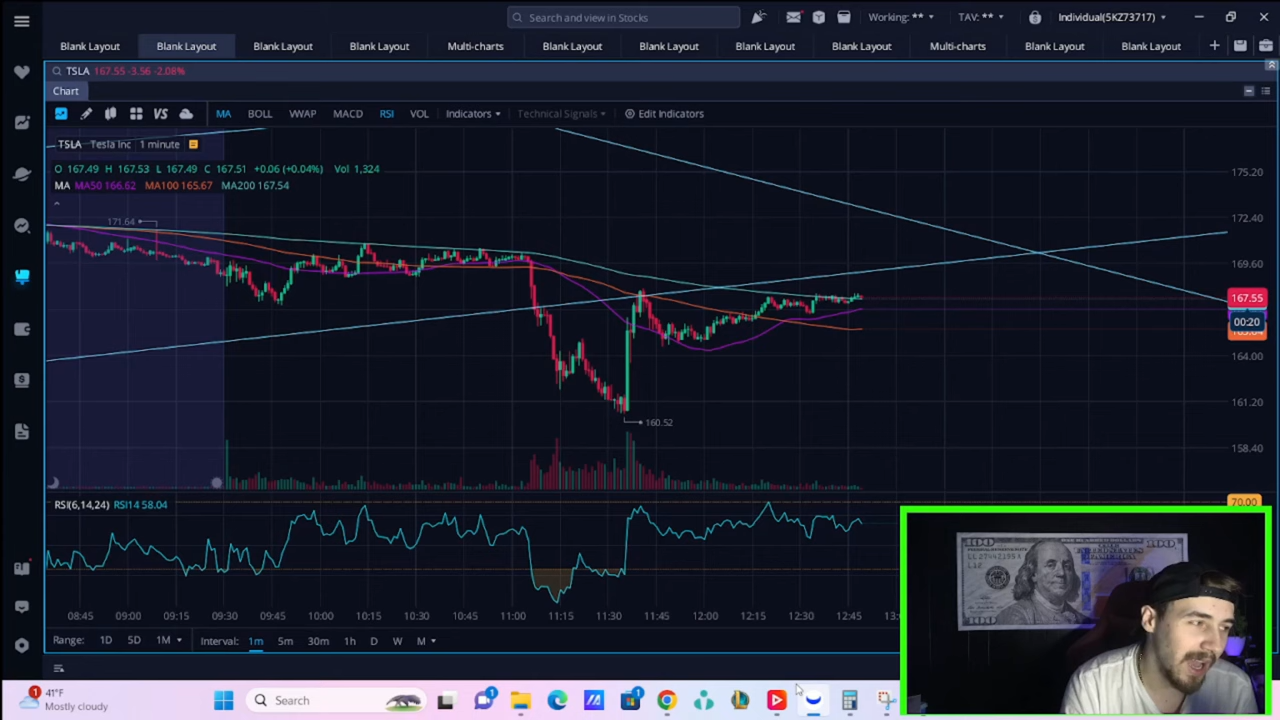 Search and view in Stocks
Working: **
TAV: **
Individual(5KZ73717)
Blank Layout
Blank Layout
Blank Layout
Blank Layout
Multi-charts
Blank Layout
Blank Layout
Blank Layout
Blank Layout
Multi-charts
Blank Layout
Blank Layout
TSLA 167.55 -3.56 -2.08%
Chart
VS
MA
BOLL
VWAP
MACD
RSI
VOL
Indicators
Technical Signals
Edit Indicators
TSLA Tesla Inc 1 minute
O 167.49 H 167.53 L 167.49 C 167.51 +0.06 (+0.04%) Vol 1,324
MA MA50 166.62 MA100 165.67 MA200 167.54
171.64
160.52
175.20
172.40
169.60
167.55
00:20
164.00
161.20
158.40
RSI(6,14,24) RSI14 58.04
70.00
08:45 09:00 09:15 09:30 09:45 10:00 10:15 10:30 10:45 11:00 11:15 11:30 11:45 12:00 12:15 12:30 12:45
Range: 1D 5D 1M Interval: 1m 5m 30m 1h D W M
1
41°F
Mostly cloudy
Search
1
1
100
100